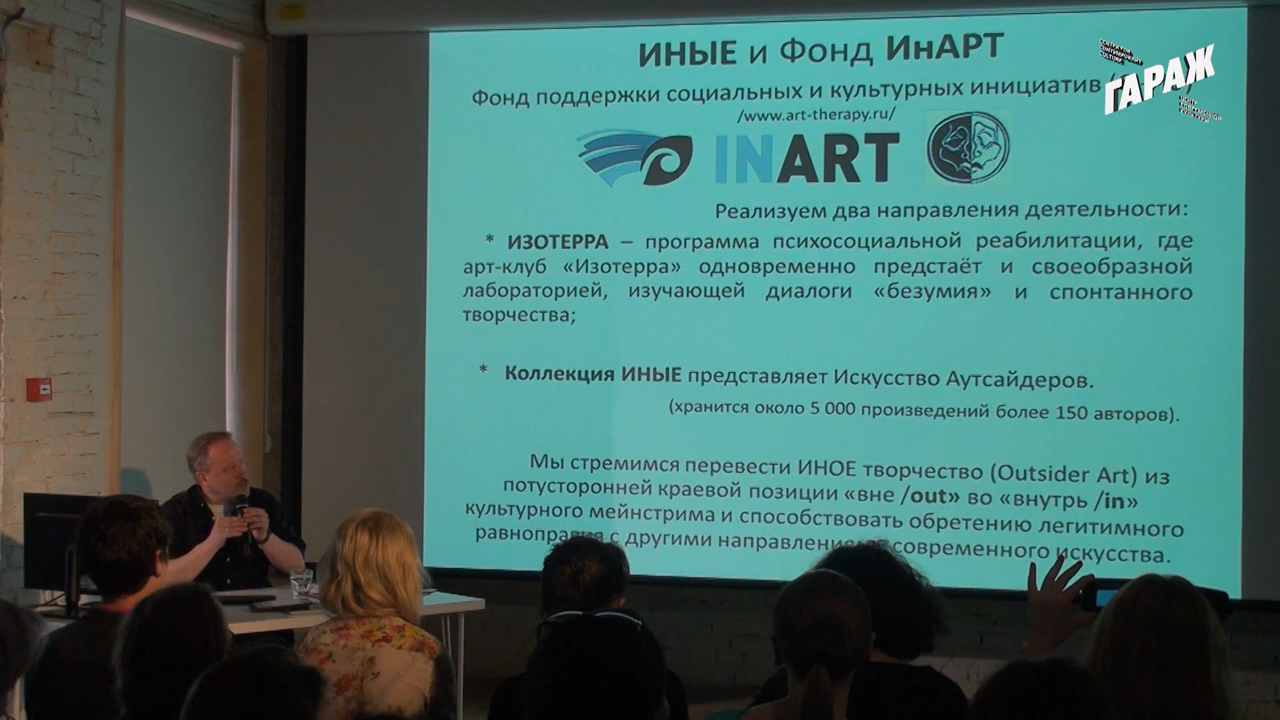 ИНЫЕ и Фонд ИнАРТ
Фонд поддержки социальных и культурных инициатив
/www.art-therapy.ru/
INART
ГАРАЖ
Реализуем два направления деятельности:
* ИЗОТЕРРА – программа психосоциальной реабилитации, где
арт-клуб «Изотерра» одновременно предстаёт и своеобразной
лабораторией, изучающей диалоги «безумия» и спонтанного
творчества;
* Коллекция ИНЫЕ представляет Искусство Аутсайдеров.
(хранится около 5 000 произведений более 150 авторов).
Мы стремимся перевести ИНОЕ творчество (Outsider Art) из
потусторонней краевой позиции «вне /out» во «внутрь /in»
культурного мейнстрима и способствовать обретению легитимного
равноправия с другими направлениями современного искусства.